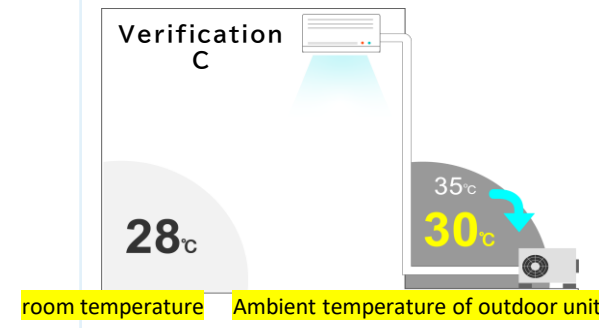 Verification
C
35℃
28℃
30℃
room temperature
Ambient temperature of outdoor unit